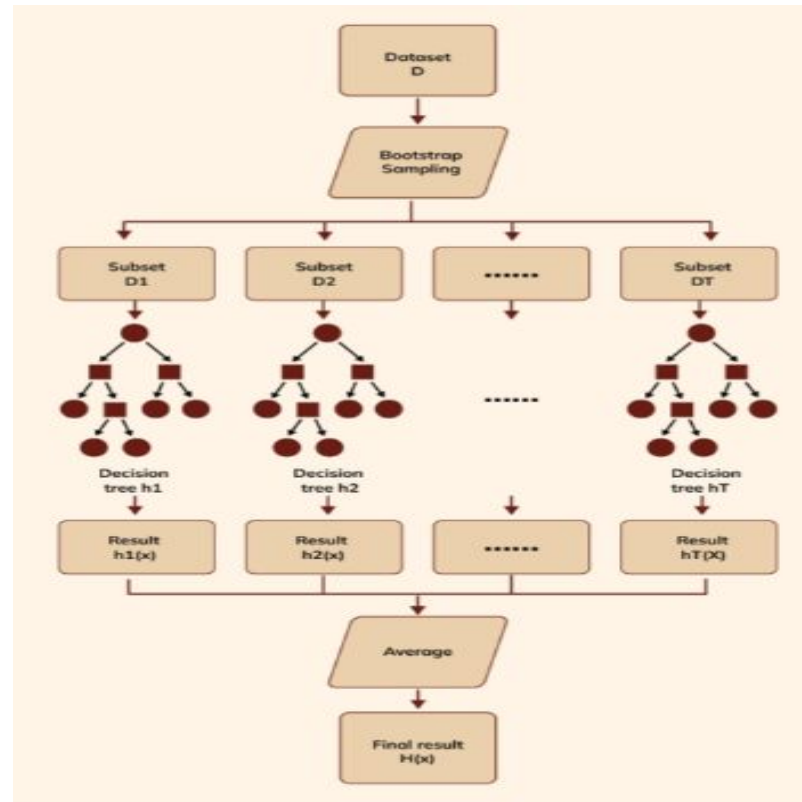 Dataset
D
Bootstrap
Sampling
Subset
D1
Subset
D2
......
Subset
DT
......
Decision
tree h1
Decision
tree h2
Decision
tree hT
Result
h1(x)
Result
h2(x)
......
Result
hT(X)
Average
Final result
H(x)